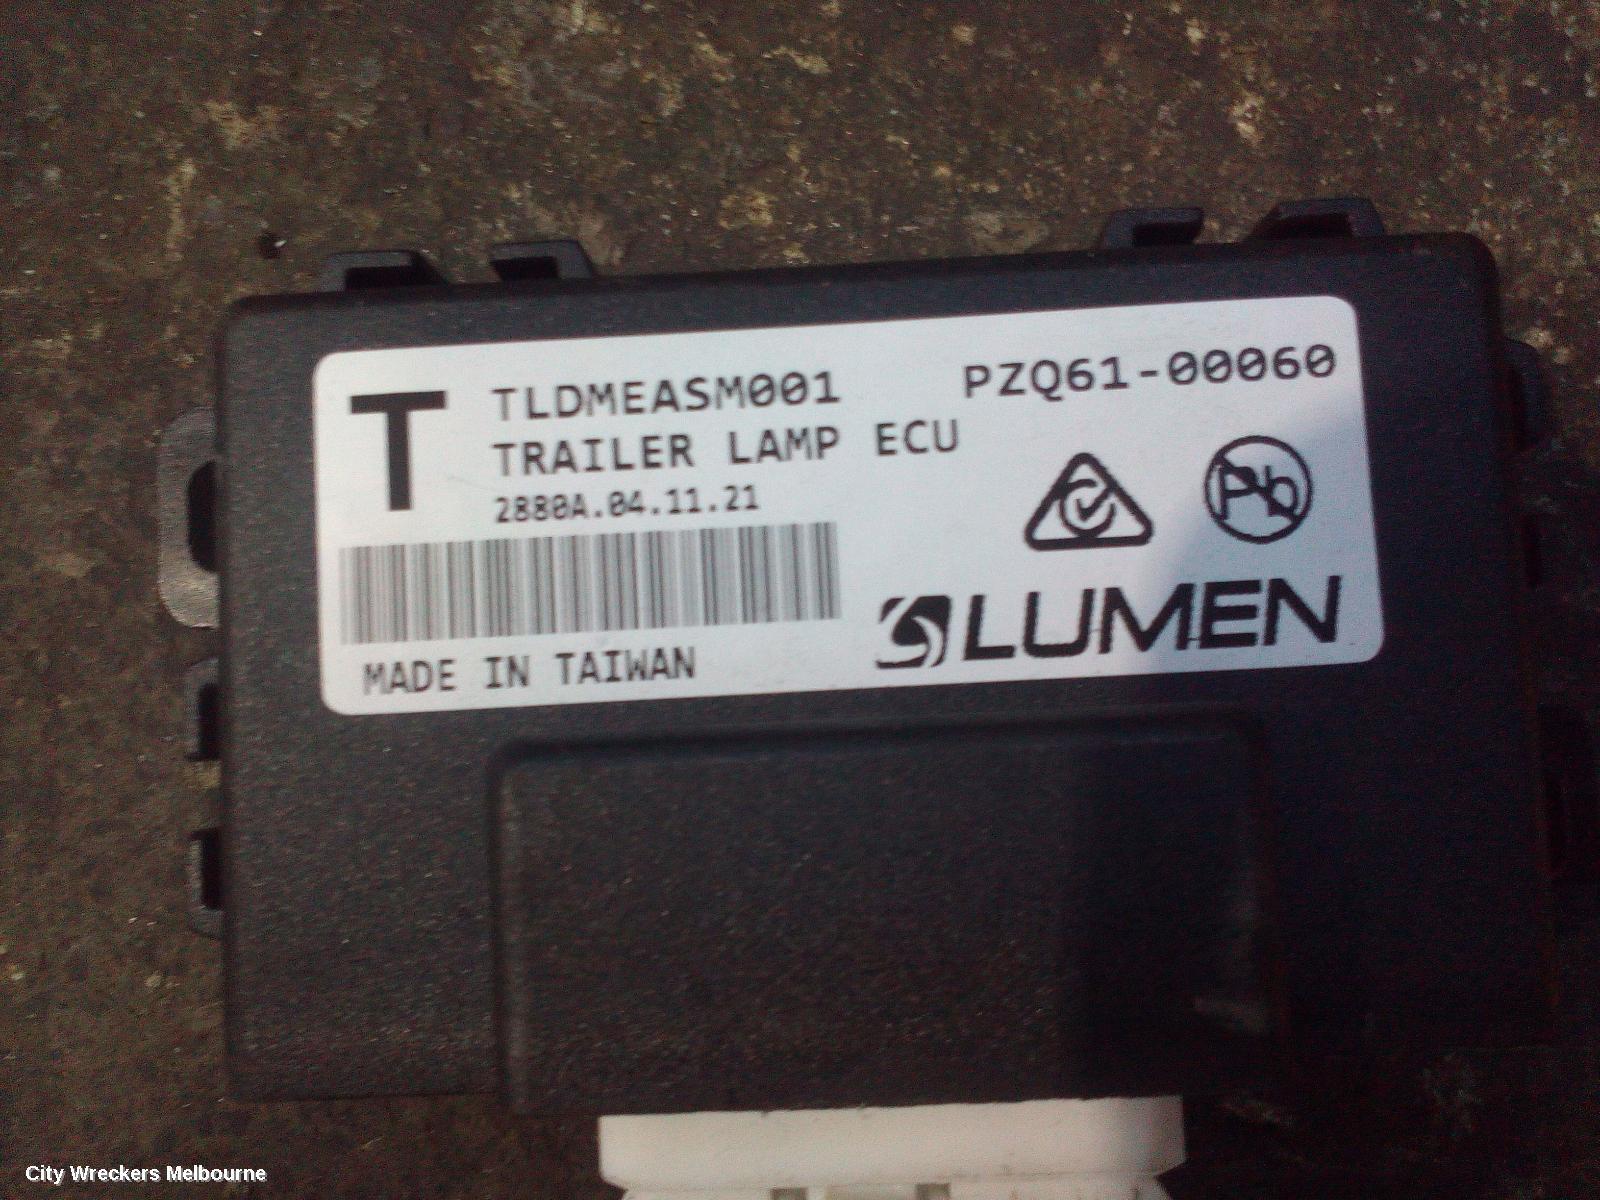 T
TLDMEASM001 PZQ61-00060
TRAILER LAMP ECU
2880A.04.11.21
Pb
LUMEN
MADE IN TAIWAN
City Wreckers Melbourne